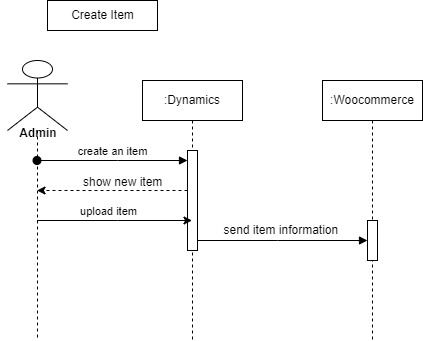 Create Item
:Dynamics
:Woocommerce
Admin
create an item
show new item
upload item
send item information